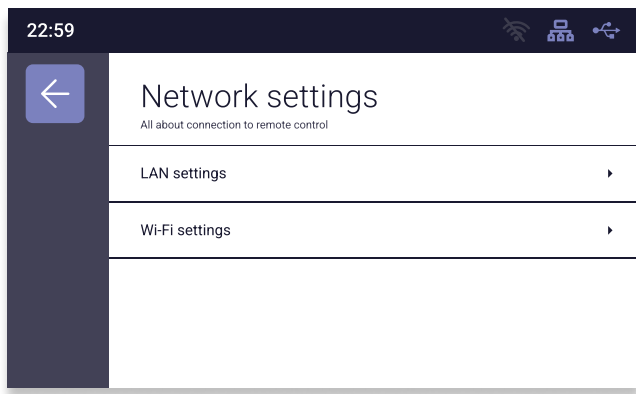 22:59
Network settings
All about connection to remote control
LAN settings
Wi-Fi settings